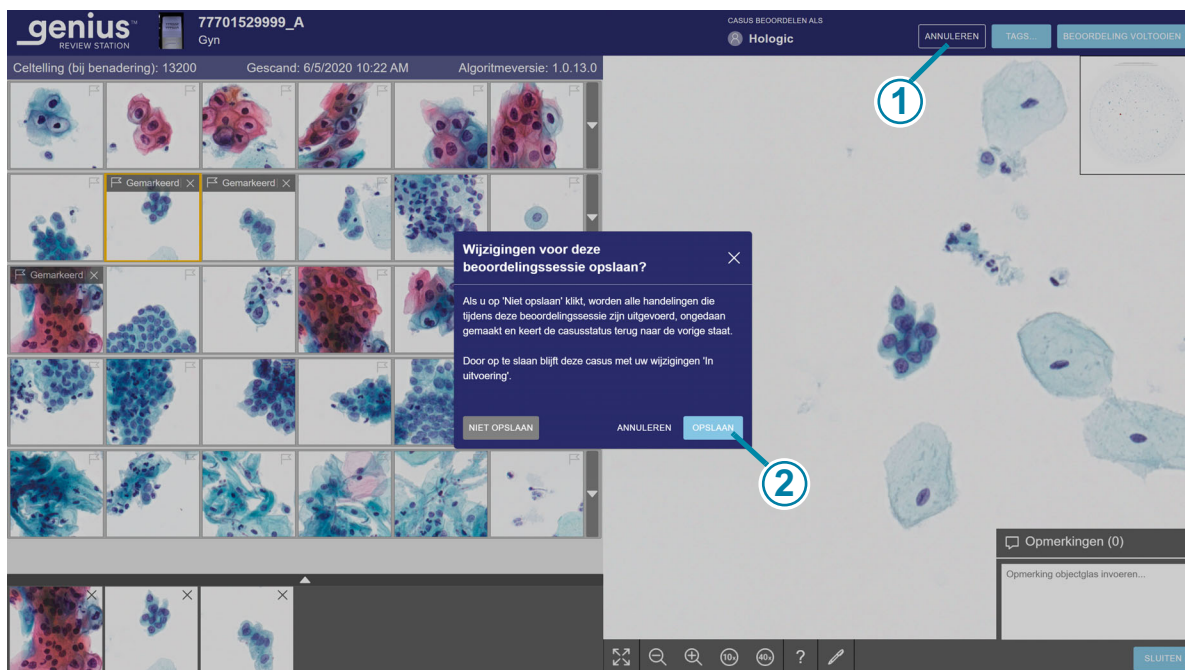 genius™
REVIEW STATION
77701529999_A
Gyn
CASUS BEOORDELEN ALS
Hologic
ANNULEREN
TAGS...
BEOORDELING VOLTOOIEN
1
Celtelling (bij benadering): 13200
Gescand: 6/5/2020 10:22 AM
Algoritmeversie: 1.0.13.0
Gemarkeerd
Gemarkeerd
Gemarkeerd
Wijzigingen voor deze
beoordelingssessie opslaan?
Als u op 'Niet opslaan' klikt, worden alle handelingen die
tijdens deze beoordelingssessie zijn uitgevoerd, ongedaan
gemaakt en keert de casusstatus terug naar de vorige staat.
Door op te slaan blijft deze casus met uw wijzigingen 'In
uitvoering'.
NIET OPSLAAN
ANNULEREN
OPSLAAN
2
Opmerkingen (0)
Opmerking objectglas invoeren...
10x
40x
?
SLUITEN